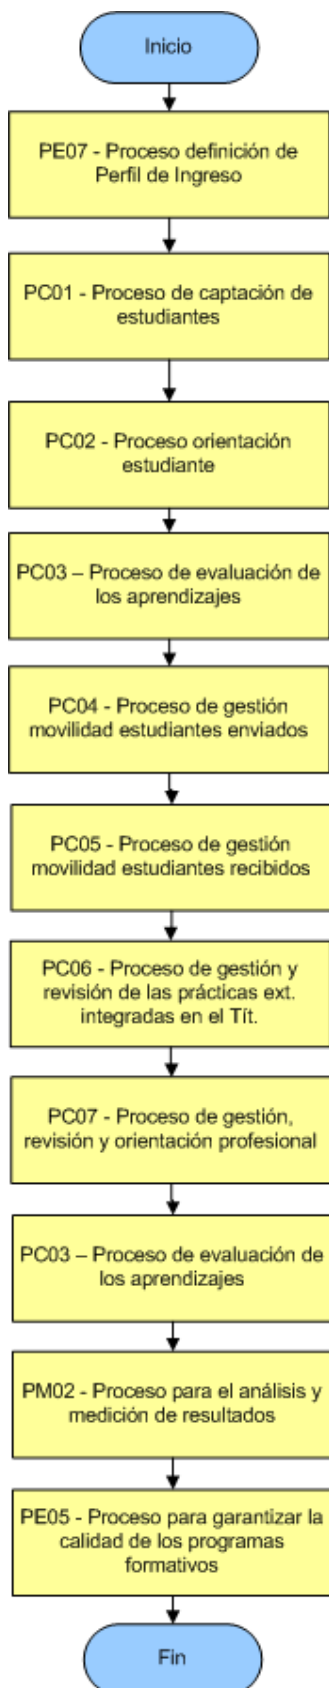 Inicio
PE07 - Proceso definición de
Perfil de Ingreso
PC01 - Proceso de captación de
estudiantes
PC02 - Proceso orientación
estudiante
PC03 – Proceso de evaluación de
los aprendizajes
PC04 - Proceso de gestión
movilidad estudiantes enviados
PC05 - Proceso de gestión
movilidad estudiantes recibidos
PC06 - Proceso de gestión y
revisión de las prácticas ext.
integradas en el Tít.
PC07 - Proceso de gestión,
revisión y orientación profesional
PC03 – Proceso de evaluación de
los aprendizajes
PM02 - Proceso para el análisis y
medición de resultados
PE05 - Proceso para garantizar la
calidad de los programas
formativos
Fin